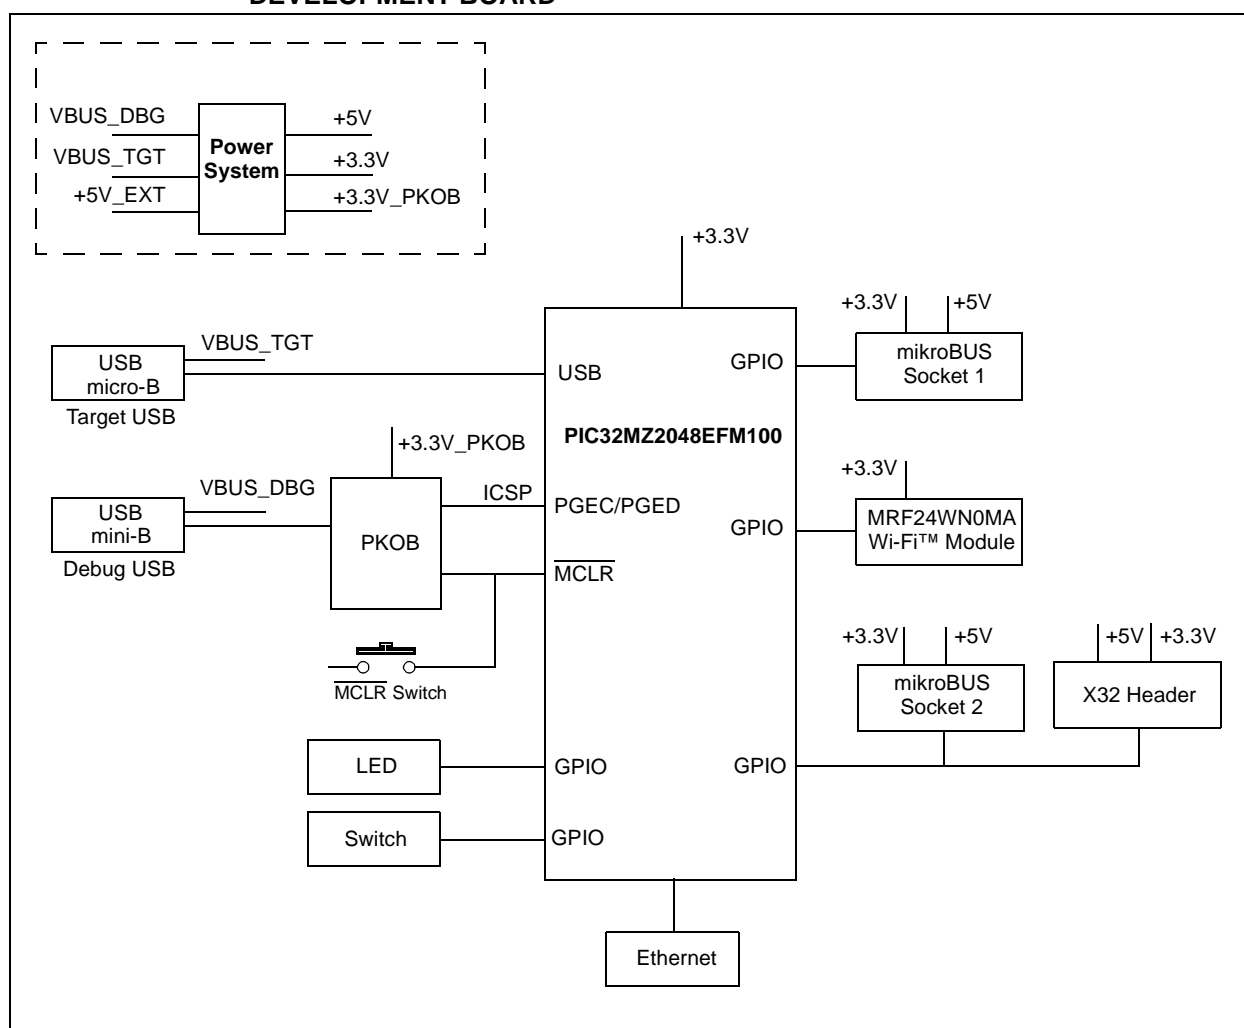 DEVELOPMENT BOARD
VBUS_DBG
VBUS_TGT
+5V_EXT
Power
System
+5V
+3.3V
+3.3V_PKOB
+3.3V
USB
micro-B
Target USB
VBUS_TGT
USB
GPIO
+3.3V
+5V
mikroBUS
Socket 1
PIC32MZ2048EFM100
+3.3V_PKOB
USB
mini-B
Debug USB
VBUS_DBG
PKOB
ICSP
PGEC/PGED
MCLR
GPIO
+3.3V
MRF24WN0MA
Wi-Fi™ Module
MCLR Switch
+3.3V
+5V
mikroBUS
Socket 2
+5V
+3.3V
X32 Header
LED
GPIO
GPIO
Switch
GPIO
Ethernet